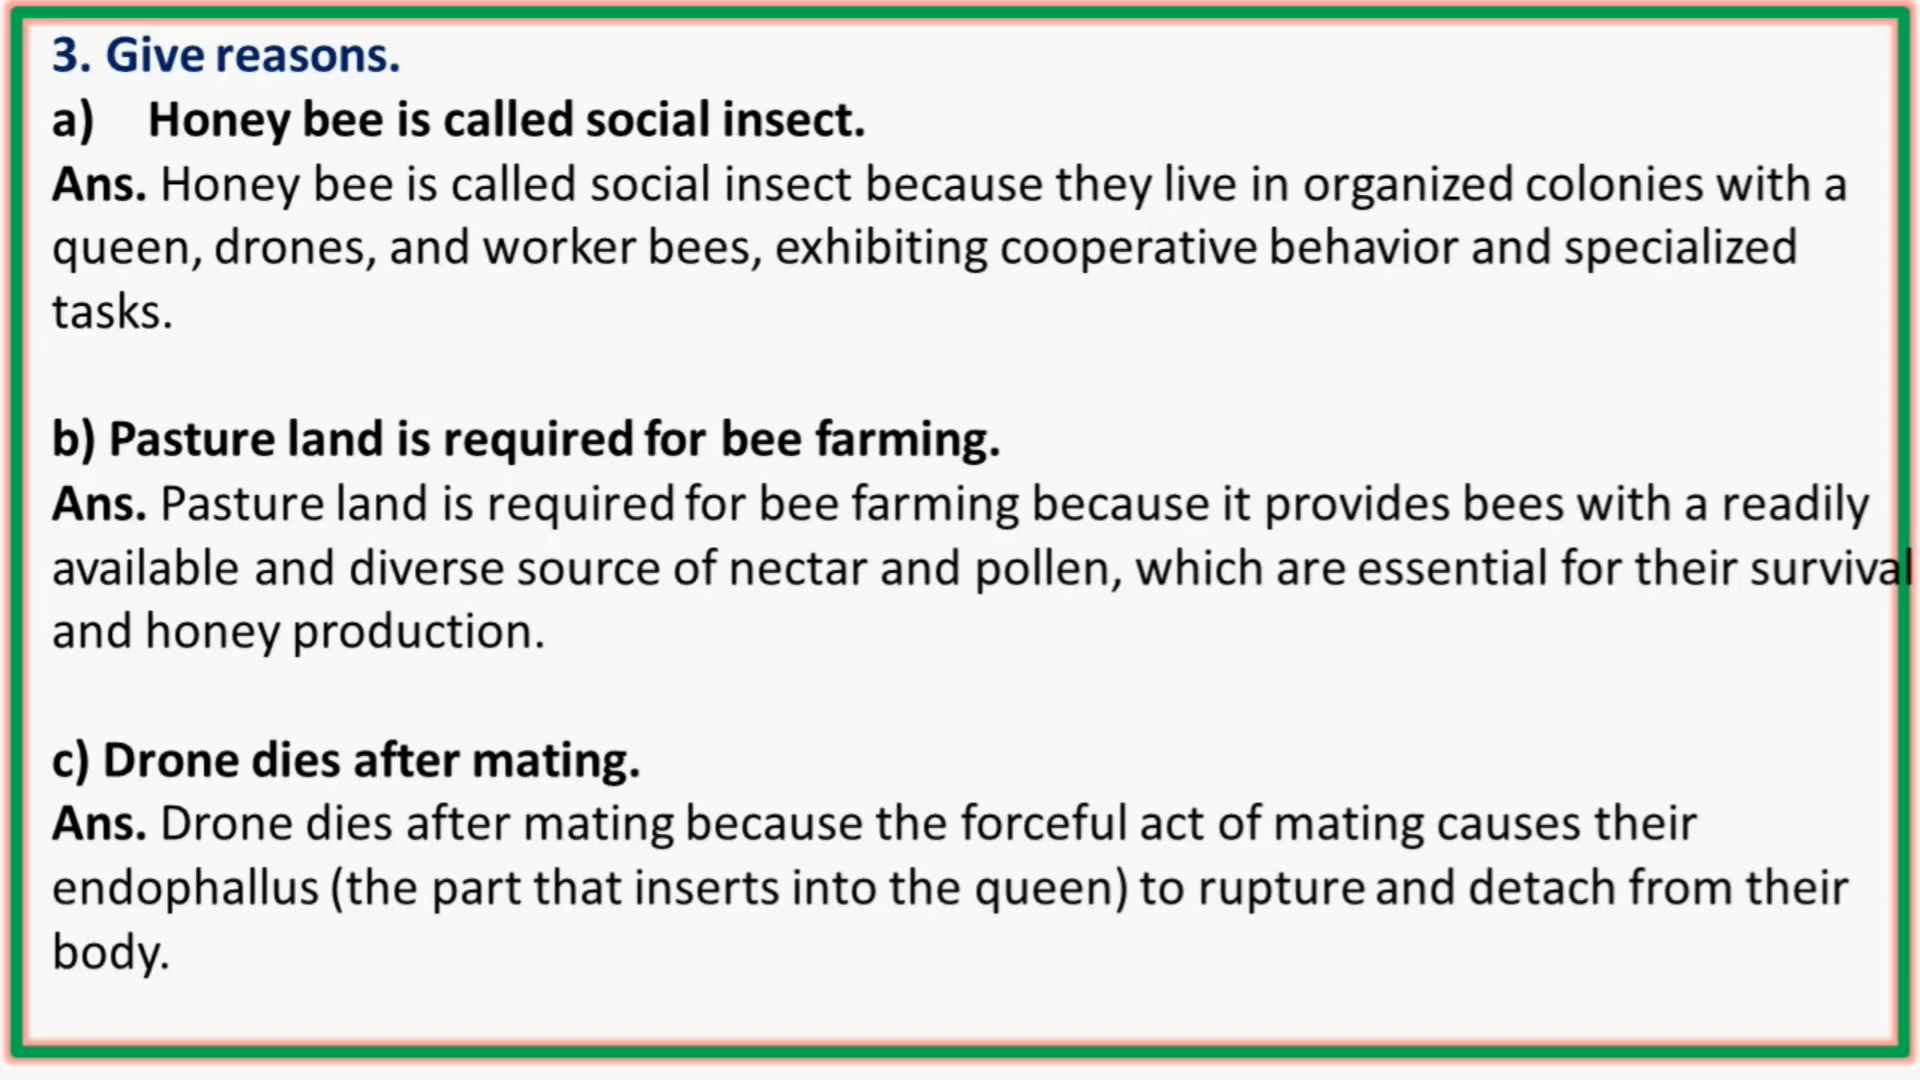 3. Give reasons.
a) Honey bee is called social insect.
Ans. Honey bee is called social insect because they live in organized colonies with a
queen, drones, and worker bees, exhibiting cooperative behavior and specialized
tasks.
b) Pasture land is required for bee farming.
Ans. Pasture land is required for bee farming because it provides bees with a readily
available and diverse source of nectar and pollen, which are essential for their survival
and honey production.
c) Drone dies after mating.
Ans. Drone dies after mating because the forceful act of mating causes their
endophallus (the part that inserts into the queen) to rupture and detach from their
body.